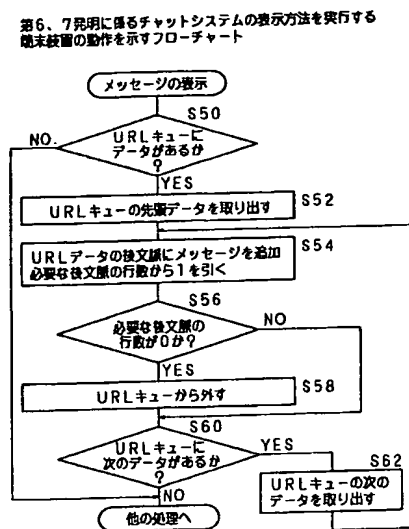 第6、7発明に係るチャットシステムの表示方法を実行する
端末装置の動作を示すフローチャート
メッセージの表示
S50
NO.
URLキューに
データがあるか
?
YES
URLキューの先頭データを取り出す
S52
URLデータの後文脈にメッセージを追加
必要な後文脈の行数から1を引く
S54
S56
必要な後文脈の
行数が0か?
NO
YES
URLキューから外す
S58
S60
URLキューに
次のデータがあるか
?
YES
S62
URLキューの次の
データを取り出す
NO
他の処理へ